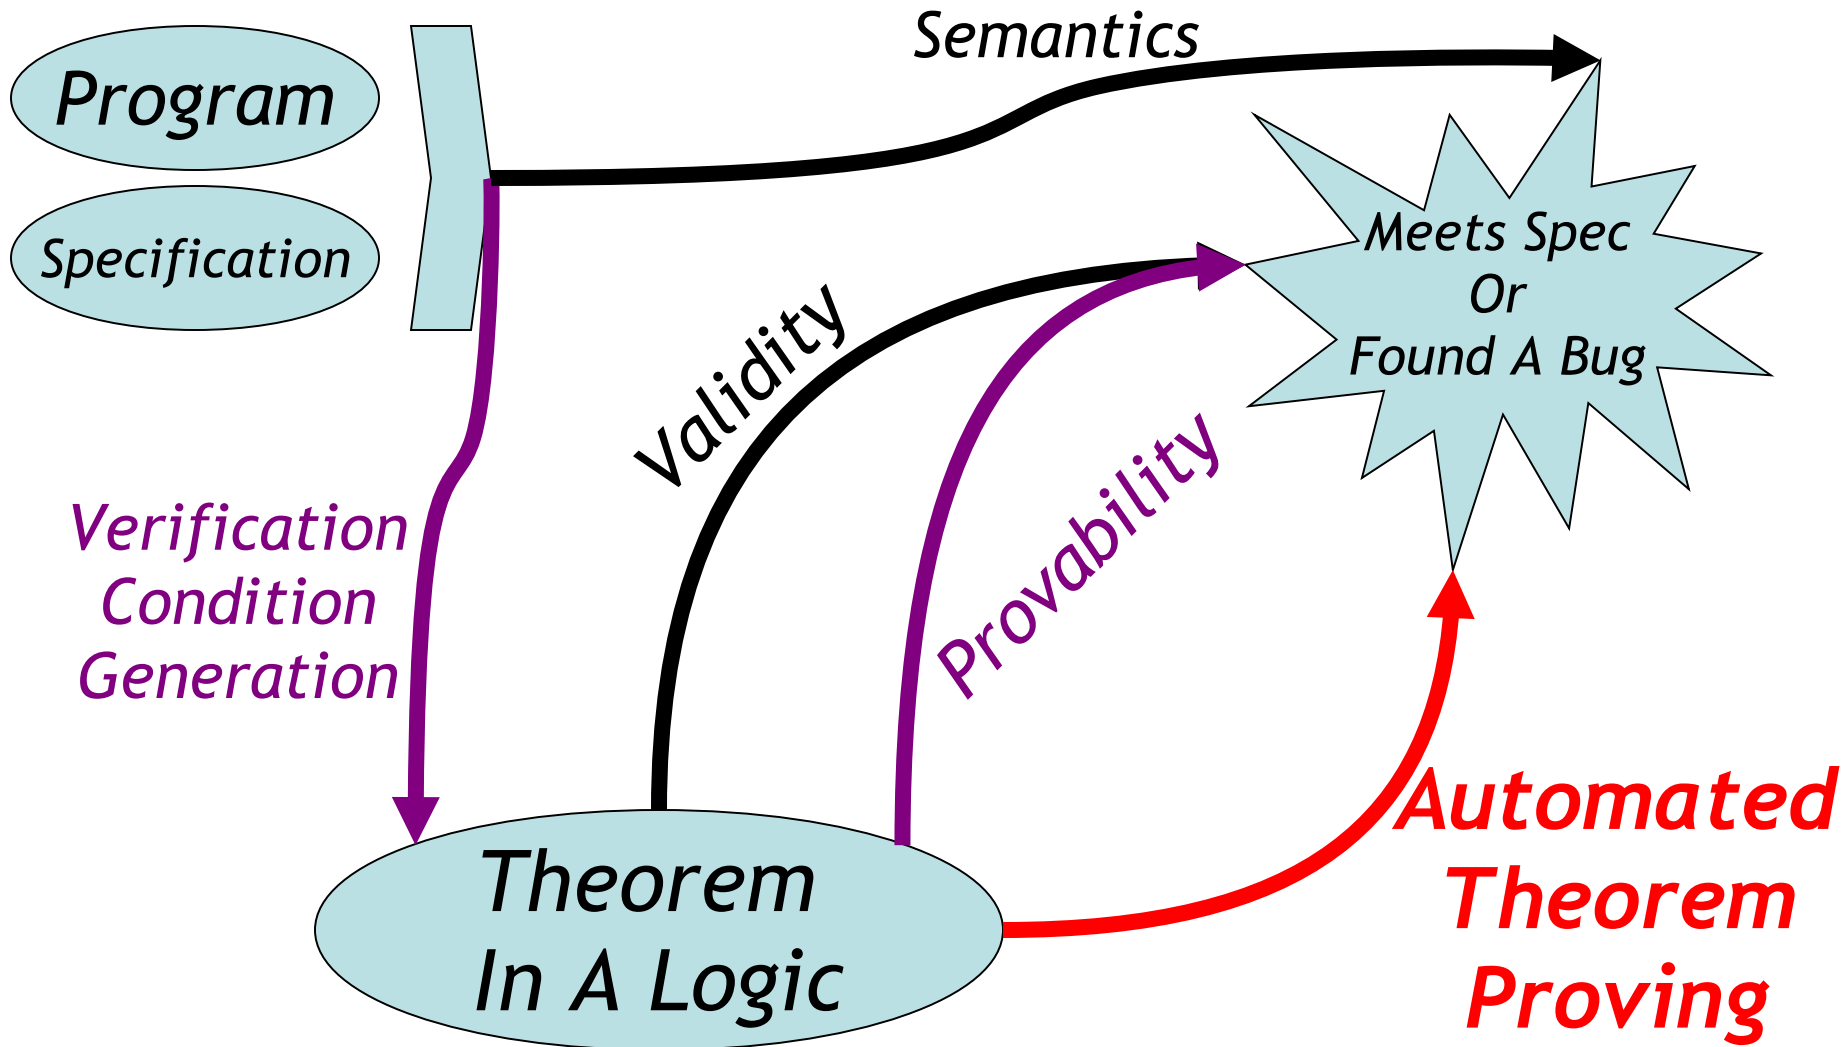 Semantics
Program
Specification
Meets Spec
Or
Found A Bug
Validity
Provability
Verification
Condition
Generation
Theorem
In A Logic
Automated
Theorem
Proving